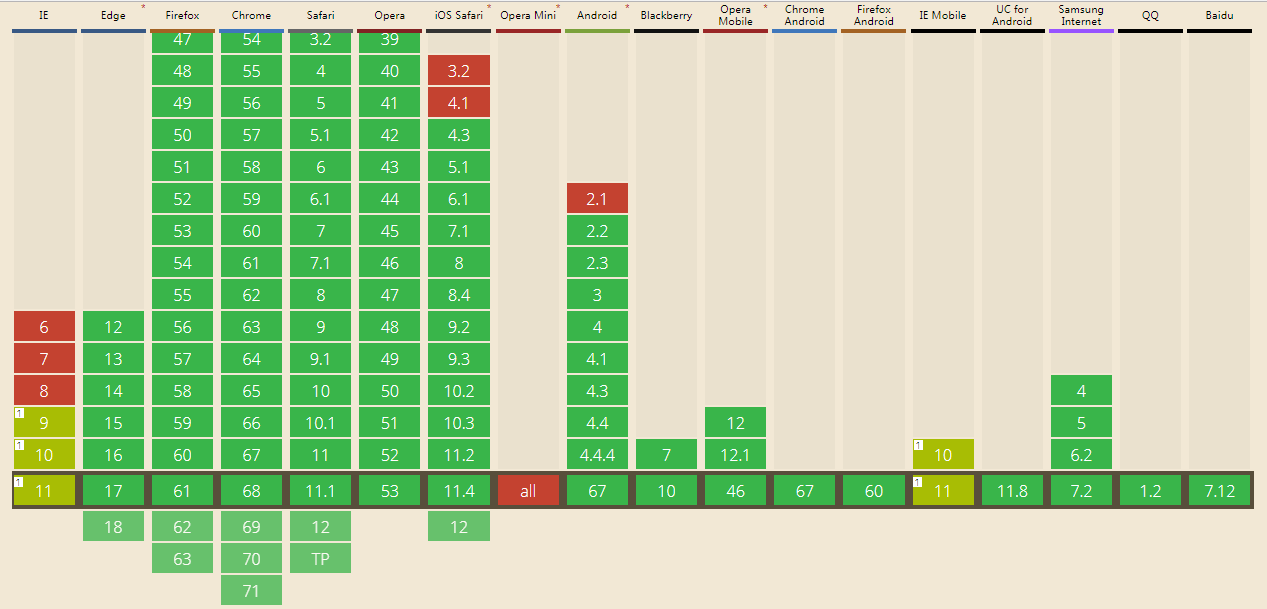 IE Edge * Firefox Chrome Safari Opera iOS Safari * Opera Mini * Android * Blackberry Opera Mobile * Chrome Android Firefox Android IE Mobile UC for Android Samsung Internet QQ Baidu
47 54 3.2 39
48 55 4 40 3.2
49 56 5 41 4.1
50 57 5.1 42 4.3
51 58 6 43 5.1
52 59 6.1 44 6.1 2.1
53 60 7 45 7.1 2.2
54 61 7.1 46 8 2.3
55 62 8 47 8.4 3
6 12 56 63 9 48 9.2 4
7 13 57 64 9.1 49 9.3 4.1
8 14 58 65 10 50 10.2 4.3 4
1 9 15 59 66 10.1 51 10.3 4.4 12 5
1 10 16 60 67 11 52 11.2 4.4.4 7 12.1 1 10 6.2
1 11 17 61 68 11.1 53 11.4 all 67 10 46 67 60 1 11 11.8 7.2 1.2 7.12
18 62 69 12 12
63 70 TP
71